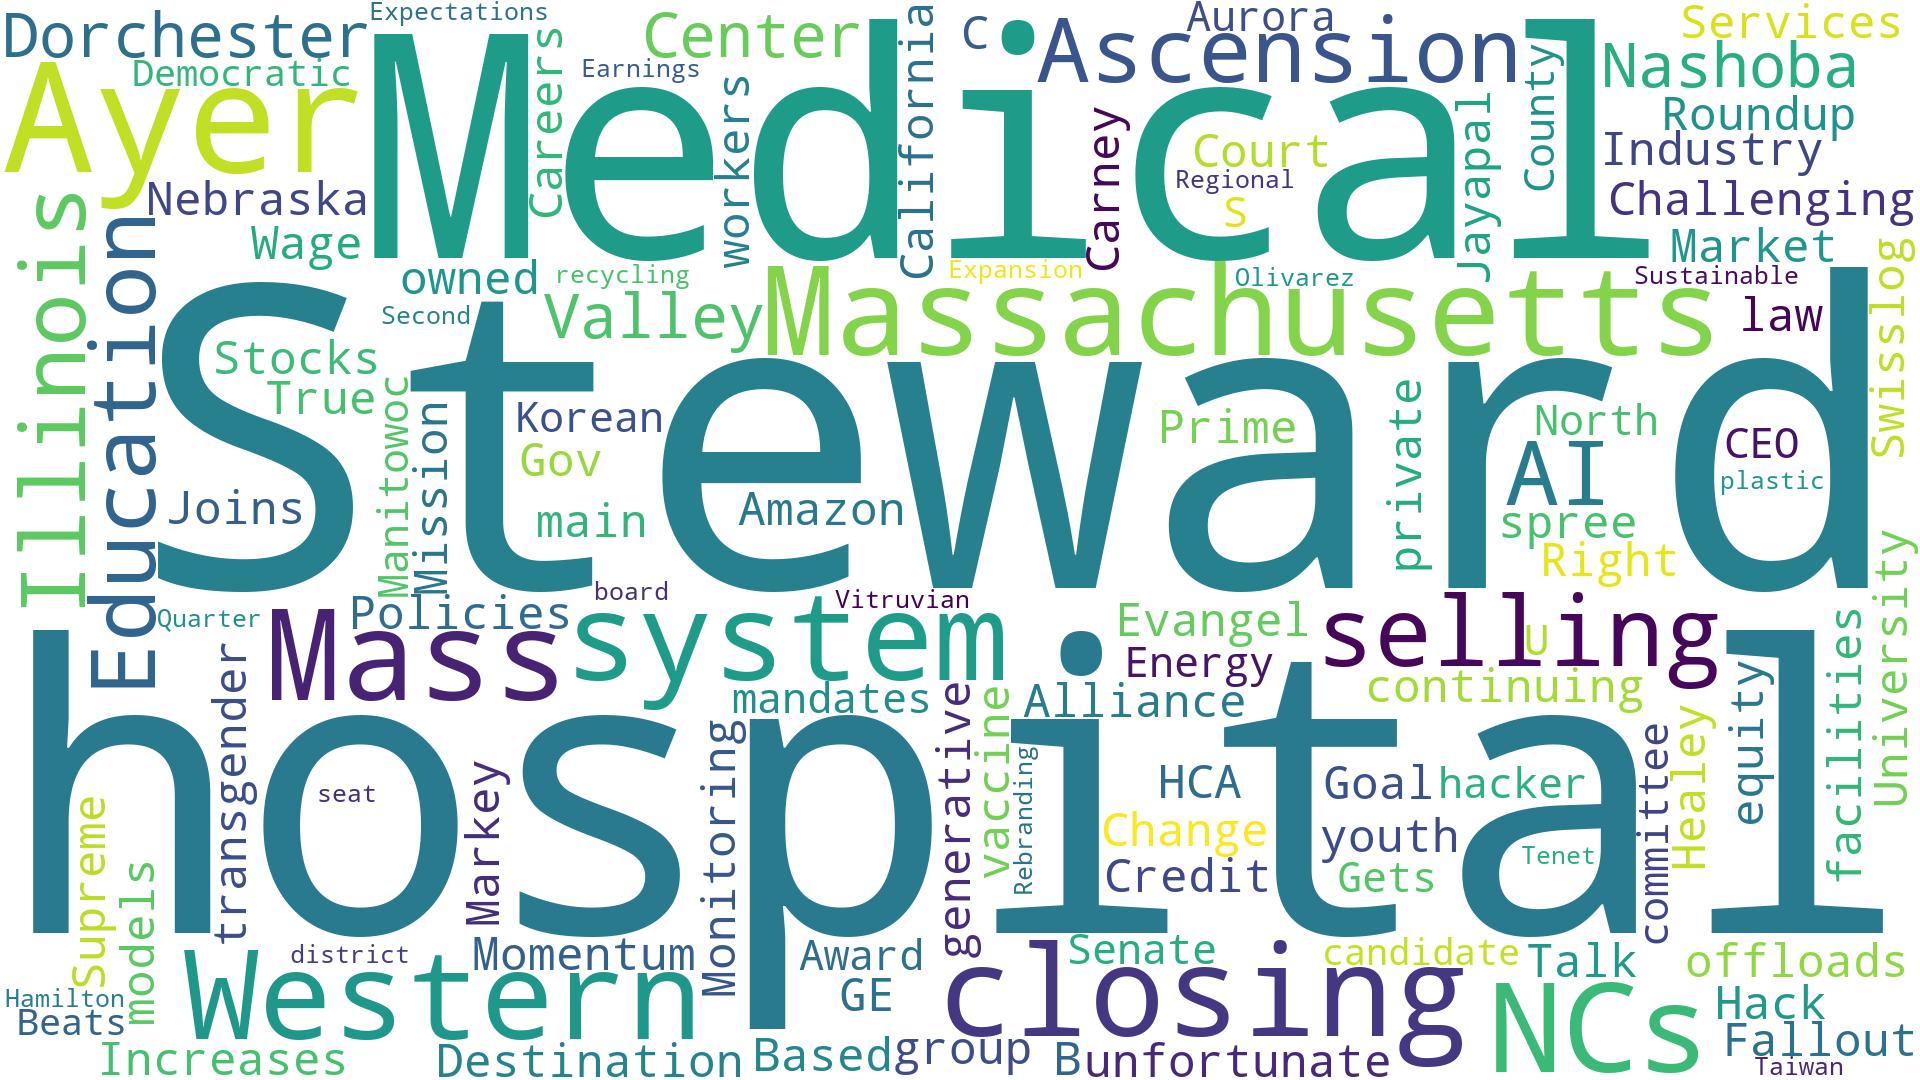 Dorchester
Expectations
Careers
Center
Earnings
workers
California
C
Ascension
Aurora
County
Services
Nashoba
Democratic
Ayer
Medical
Roundup
Carney
Court
Regional
S
Jayapal
Industry
Challenging
Nebraska
Wage
Illinois
Education
owned
recycling
Expansion
Olivarez
Market
Sustainable
Swisslog
Second
Valley
Massachusetts
law
Stocks
True
Steward
Manitowoc
Mission
Korean
Gov
main
Amazon
Prime
private
North
AI
CEO
plastic
Joins
spree
Right
University
board
Vitruvian
Quarter
Policies
Mass
system
Evangel
Energy
selling
U
facilities
mandates
Alliance
continuing
hospital
transgender
seat
Markey
Monitoring
generative
vaccine
Rebranding
HCA
Goal
hacker
Change
youth
Credit
Gets
Tenet
committee
Healey
equity
Supreme
models
district
Momentum
Award
Senate
candidate
Talk
offloads
Western
GE
closing
NCs
Hack
Hamilton
Beats
Fallout
Increases
Destination
Based
group
B
unfortunate
Taiwan